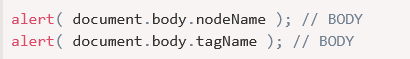 alert( document.body.nodeName ); // BODY
alert( document.body.tagName ); // BODY